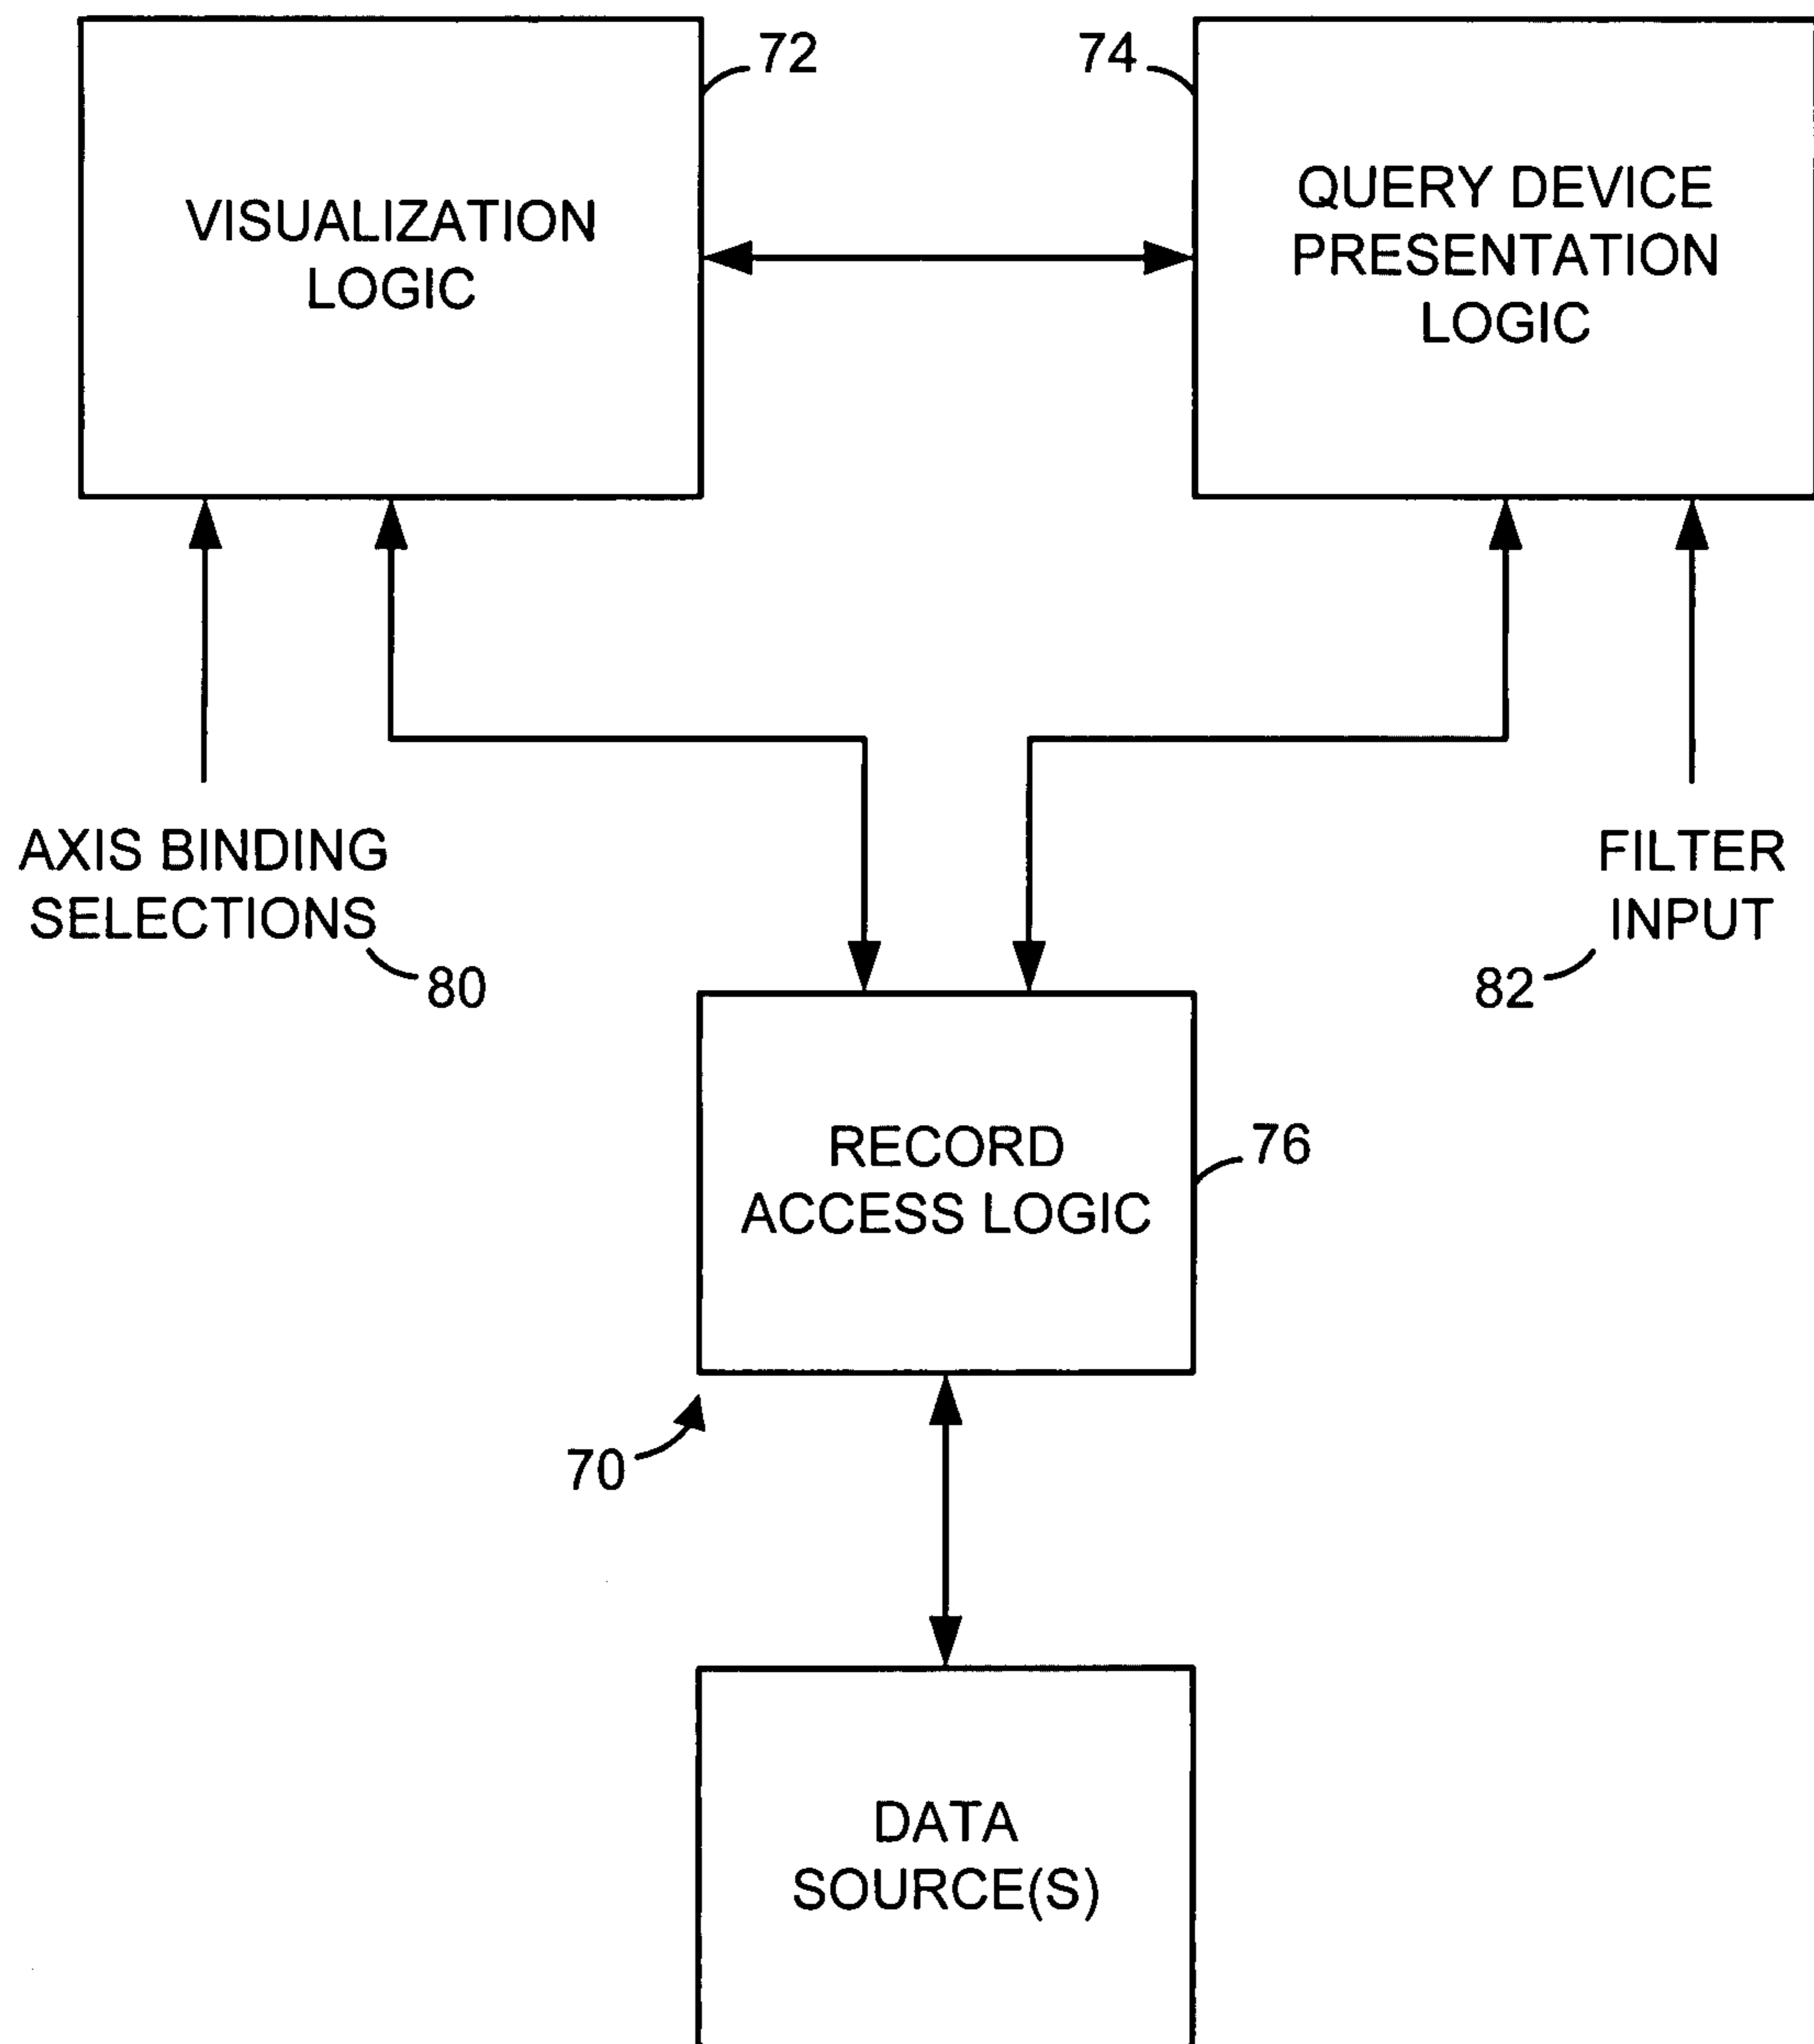 72
74
VISUALIZATION
LOGIC
QUERY DEVICE
PRESENTATION
LOGIC
AXIS BINDING
SELECTIONS
80
FILTER
INPUT
82
RECORD
ACCESS LOGIC
76
70
DATA
SOURCE(S)